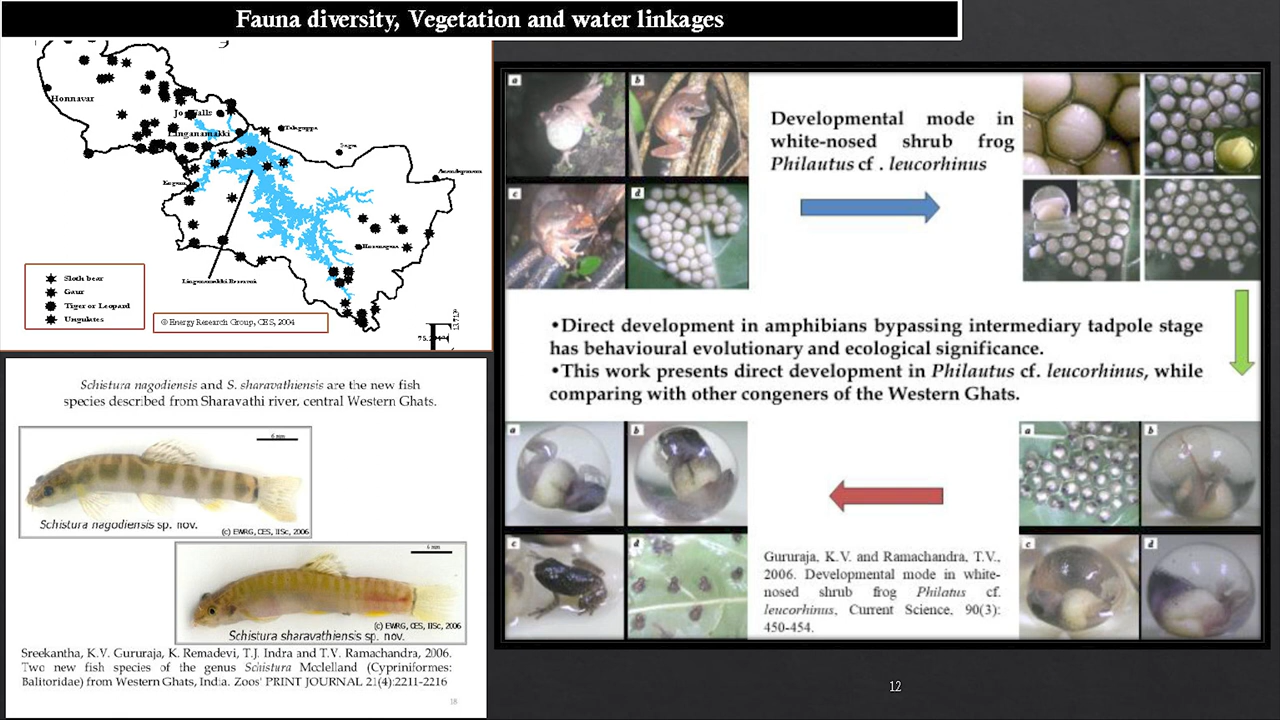 Fauna diversity, Vegetation and water linkages
Honnavar
Jog Falls
Linganamakki
Talaguppa
Sagar
Kogar
Hosanagara
Linganamakki Reservoir
Sloth bear
Gaur
Tiger or Leopard
Ungulates
© Energy Research Group, CES, 2004
E
Schistura nagodiensis and S. sharavathiensis are the new fish
species described from Sharavathi river, central Western Ghats.
6 mm
Schistura nagodiensis sp. nov.
(c) EWRG, CES, IISc, 2006
6 mm
(c) EWRG, CES, IISc, 2006
Schistura sharavathiensis sp. nov.
Sreekantha, K.V. Gururaja, K. Remadevi, T.J. Indra and T.V. Ramachandra, 2006.
Two new fish species of the genus Schistura Mcclelland (Cypriniformes:
Balitoridae) from Western Ghats, India. Zoos' PRINT JOURNAL 21(4):2211-2216
18
a
b
c
d
Developmental mode in
white-nosed shrub frog
Philautus cf . leucorhinus
•Direct development in amphibians bypassing intermediary tadpole stage
has behavioural evolutionary and ecological significance.
•This work presents direct development in Philautus cf. leucorhinus, while
comparing with other congeners of the Western Ghats.
a
b
c
d
a
b
c
d
Gururaja, K.V. and Ramachandra, T.V.,
2006. Developmental mode in white-
nosed shrub frog Philatus cf.
leucorhinus, Current Science, 90(3):
450-454.
12